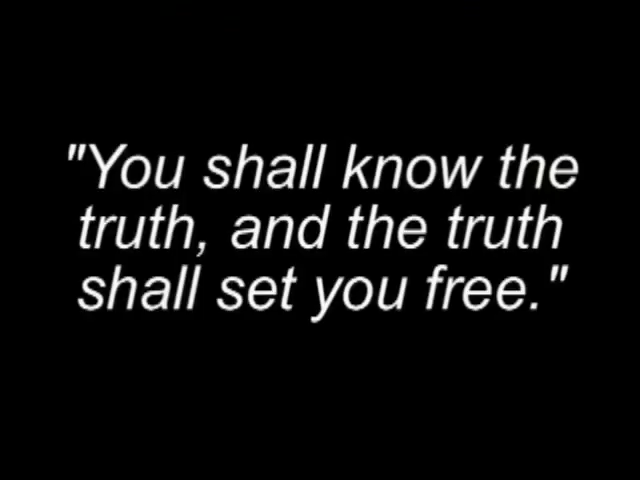 "You shall know the
truth, and the truth
shall set you free."